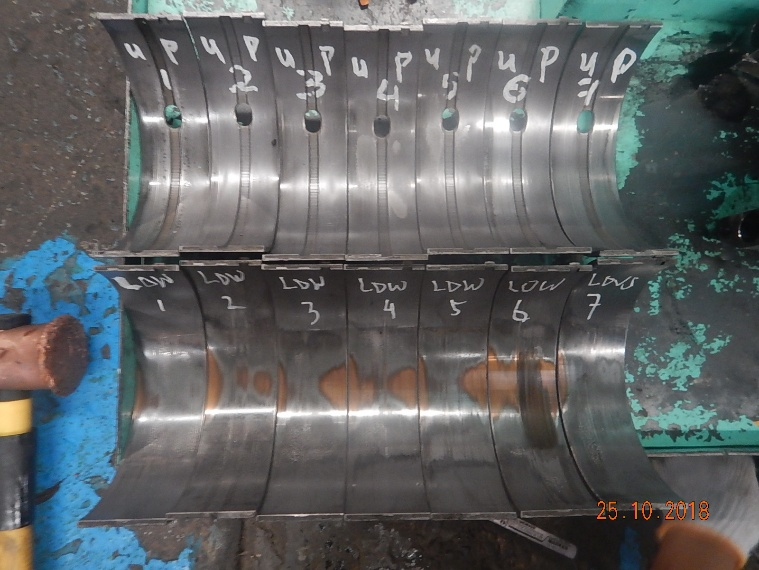 UP 1
UP 2
UP 3
UP 4
UP 5
UP 6
UP 7
LOW 1
LOW 2
LOW 3
LOW 4
LOW 5
LOW 6
LOW 7
25.10.2018